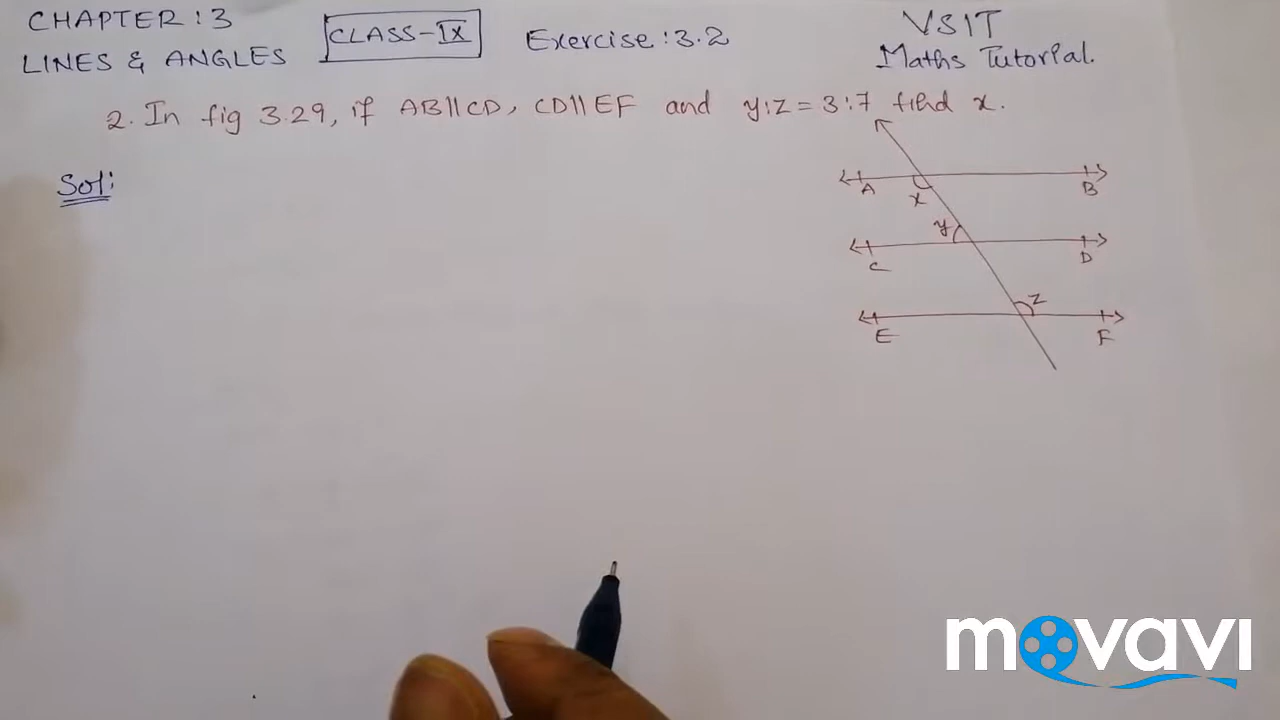 CHAPTER: 3
LINES & ANGLES
CLASS-IX
Exercise: 3.2
VSIT
Maths Tutorial.
2. In fig 3.29, if AB||CD, CD||EF and y:z = 3:7 find x.
Sol:
A
B
x
y
C
D
z
E
F
movavi